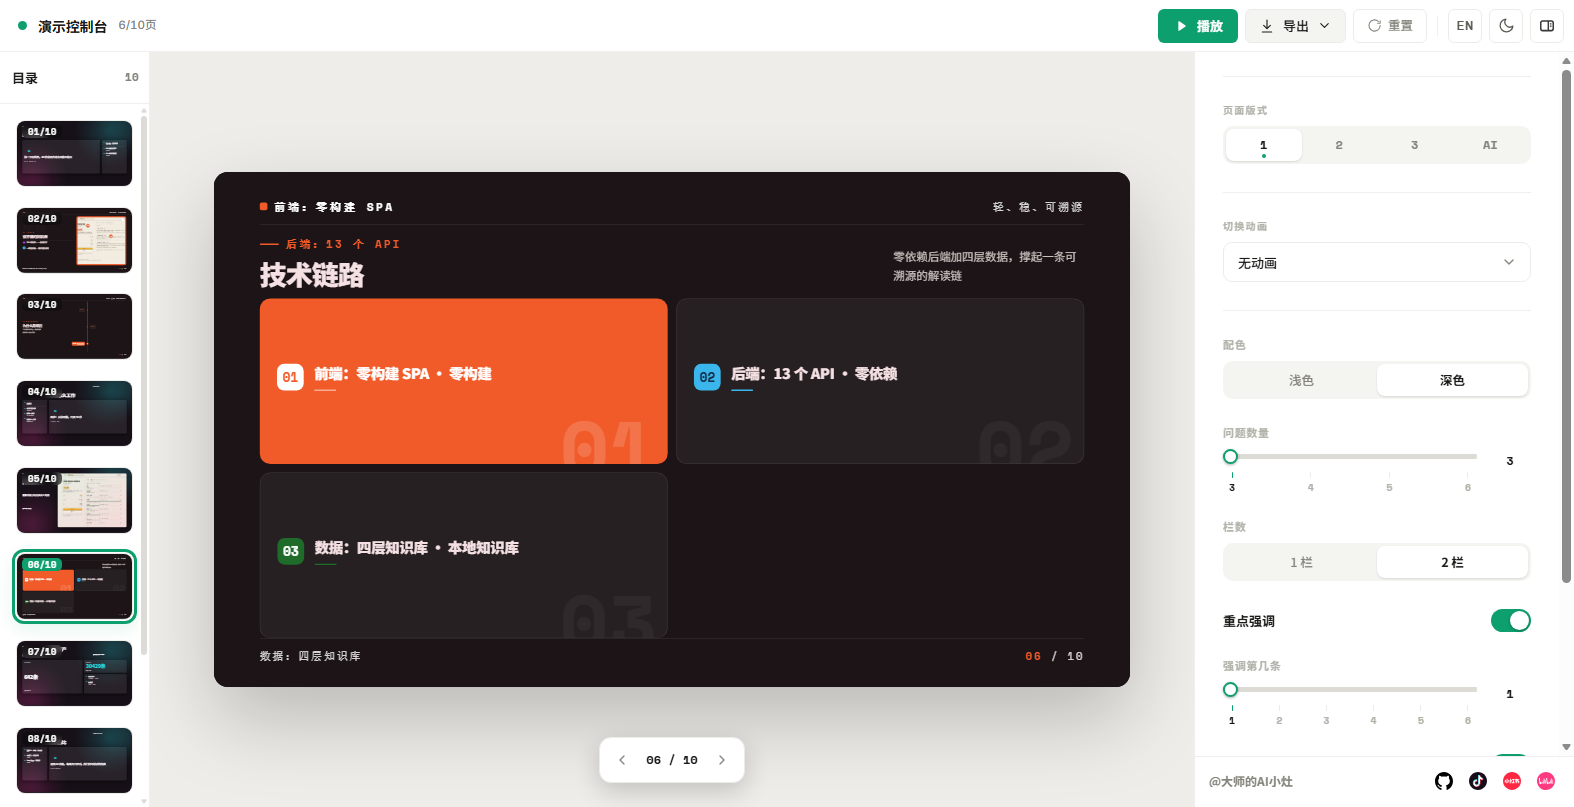 演示控制台 6/10页
播放
导出
重置
EN
目录 10
01/10
02/10
03/10
04/10
05/10
06/10
07/10
08/10
前端：零构建 SPA
轻、稳、可溯源
后端：13 个 API
技术链路
零依赖后端加四层数据，撑起一条可
溯源的解读链
01 前端：零构建 SPA • 零构建
01
02 后端：13 个 API • 零依赖
02
03 数据：四层知识库 • 本地知识库
03
数据：四层知识库
06 / 10
06 / 10
页面版式
1 2 3 AI
切换动画
无动画
配色
浅色 深色
问题数量
3
3 4 5 6
栏数
1 栏 2 栏
重点强调
强调第几条
1
1 2 3 4 5 6
@大师的AI小灶